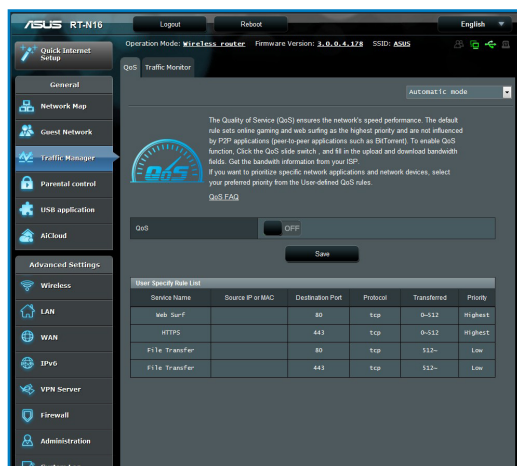 ASUS RT-N16
Logout
Reboot
English
Operation Mode: Wireless router Firmware Version: 3.0.0.4.178 SSID: ASUS
Quick Internet
Setup
General
Network Map
Guest Network
Traffic Manager
Parental control
USB application
AiCloud
Advanced Settings
Wireless
LAN
WAN
IPv6
VPN Server
Firewall
Administration
System Log
QoS Traffic Monitor
Automatic mode
QoS
The Quality of Service (QoS) ensures the network's speed performance. The default
rule sets online gaming and web surfing as the highest priority and are not influenced
by P2P applications (peer-to-peer applications such as BitTorrent). To enable QoS
function, Click the QoS slide switch , and fill in the upload and download bandwidth
fields. Get the bandwith information from your ISP.
If you want to prioritize specific network applications and network devices, select
your preferred priority from the User-defined QoS rules.
QoS FAQ
QoS OFF
Save
User Specify Rule List
Service Name Source IP or MAC Destination Port Protocol Transferred Priority
Web Surf 80 tcp 0~512 Highest
HTTPS 443 tcp 0~512 Highest
File Transfer 80 tcp 512~ Low
File Transfer 443 tcp 512~ Low